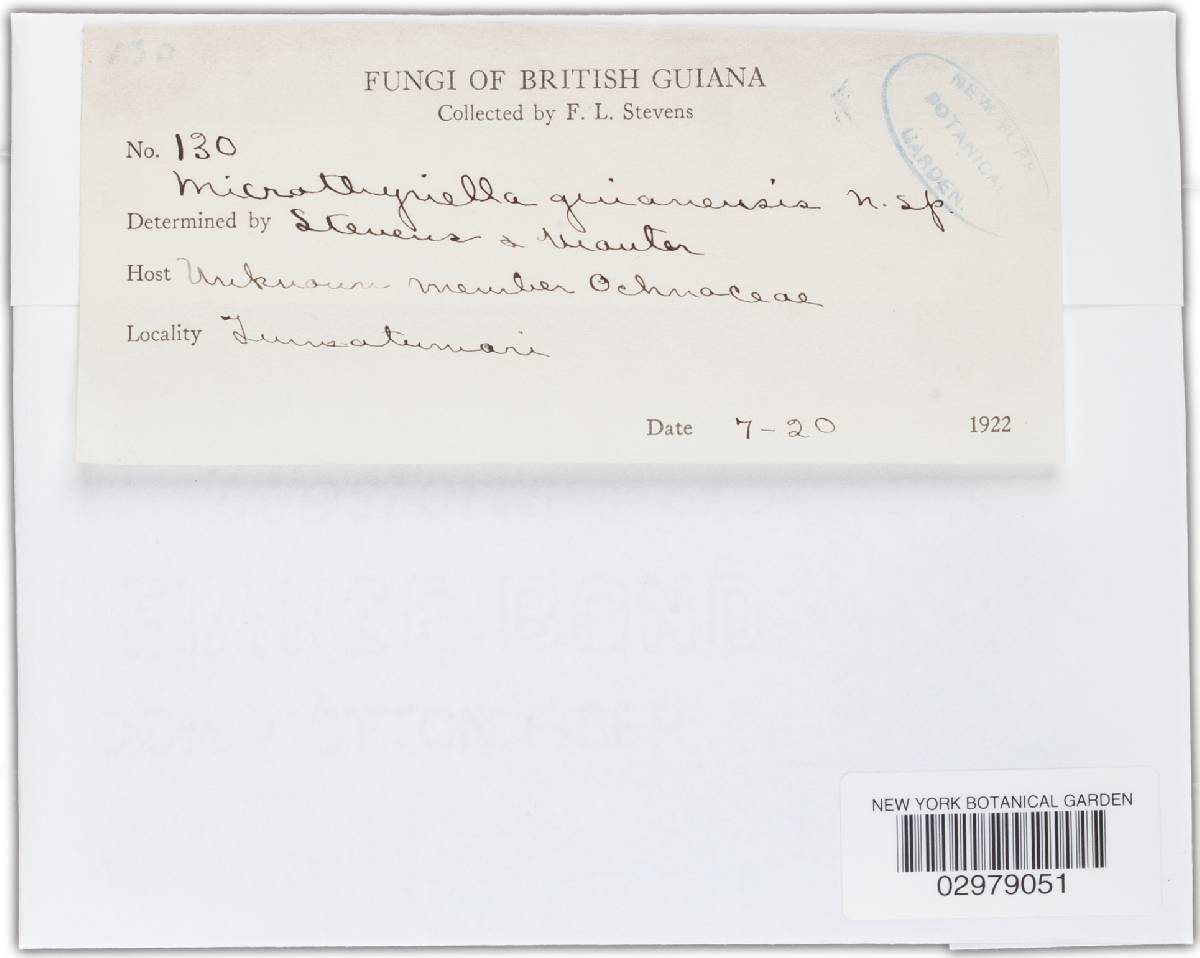 130
FUNGI OF BRITISH GUIANA
Collected by F. L. Stevens
No. 130
Microthyriella guianensis n. sp.
Determined by Stevens & Manter
Host Unknown member Ochnaceae
Locality Tumatumari
Date 7-20 1922
NEW YORK
BOTANICAL
GARDEN.
NEW YORK BOTANICAL GARDEN
02979051